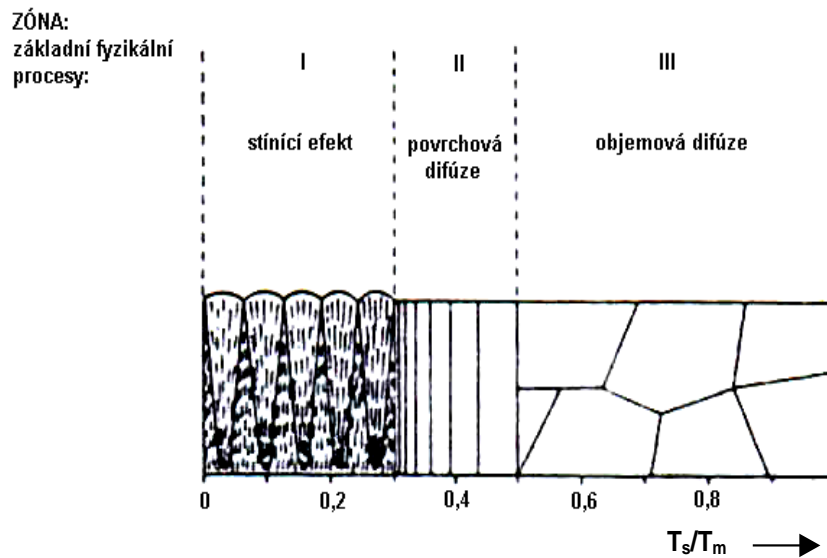 ZÓNA:
základní fyzikální
procesy:
I
II
III
stínící efekt
povrchová
difúze
objemová difúze
0
0,2
0,4
0,6
0,8
Ts/Tm